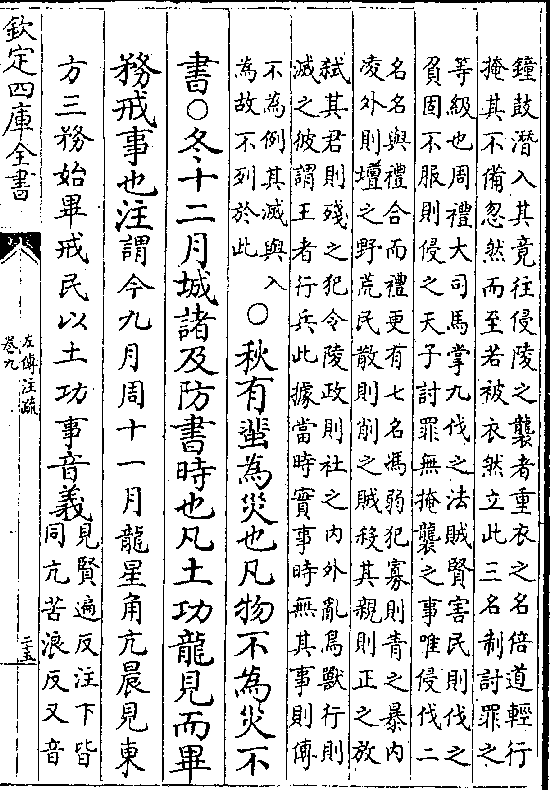 鐘鼓潛入其竟往侵陵之襲者重衣之名倍道輕行
掩其不備忽然而至若被衣然立此三名制討罪之
等級也周禮大司馬掌九伐之法賊賢害民則伐之
負固不服則侵之天子討罪無掩襲之事唯侵伐二
名名與禮合而禮更有七名馮弱犯寡則青之暴內
凌外則壇之野荒民散則削之賊殺其親則正之放
弒其君則殘之犯令陵政則社之內外亂鳥獸行則
滅之彼謂王者行兵此據當時實事時無其事則傳
不為例其滅與入
為故不列於此
○秋有蜚為災也凡物不為災不
書○冬十二月城諸及防書時也凡土功龍見而畢
務戒事也注謂今九月周十一月龍星角亢晨見東
方三務始畢戒民以土功事音義
見賢遍反注下皆
同亢苦浪反又音
欽定四庫全書
左傳注疏
卷九
二五